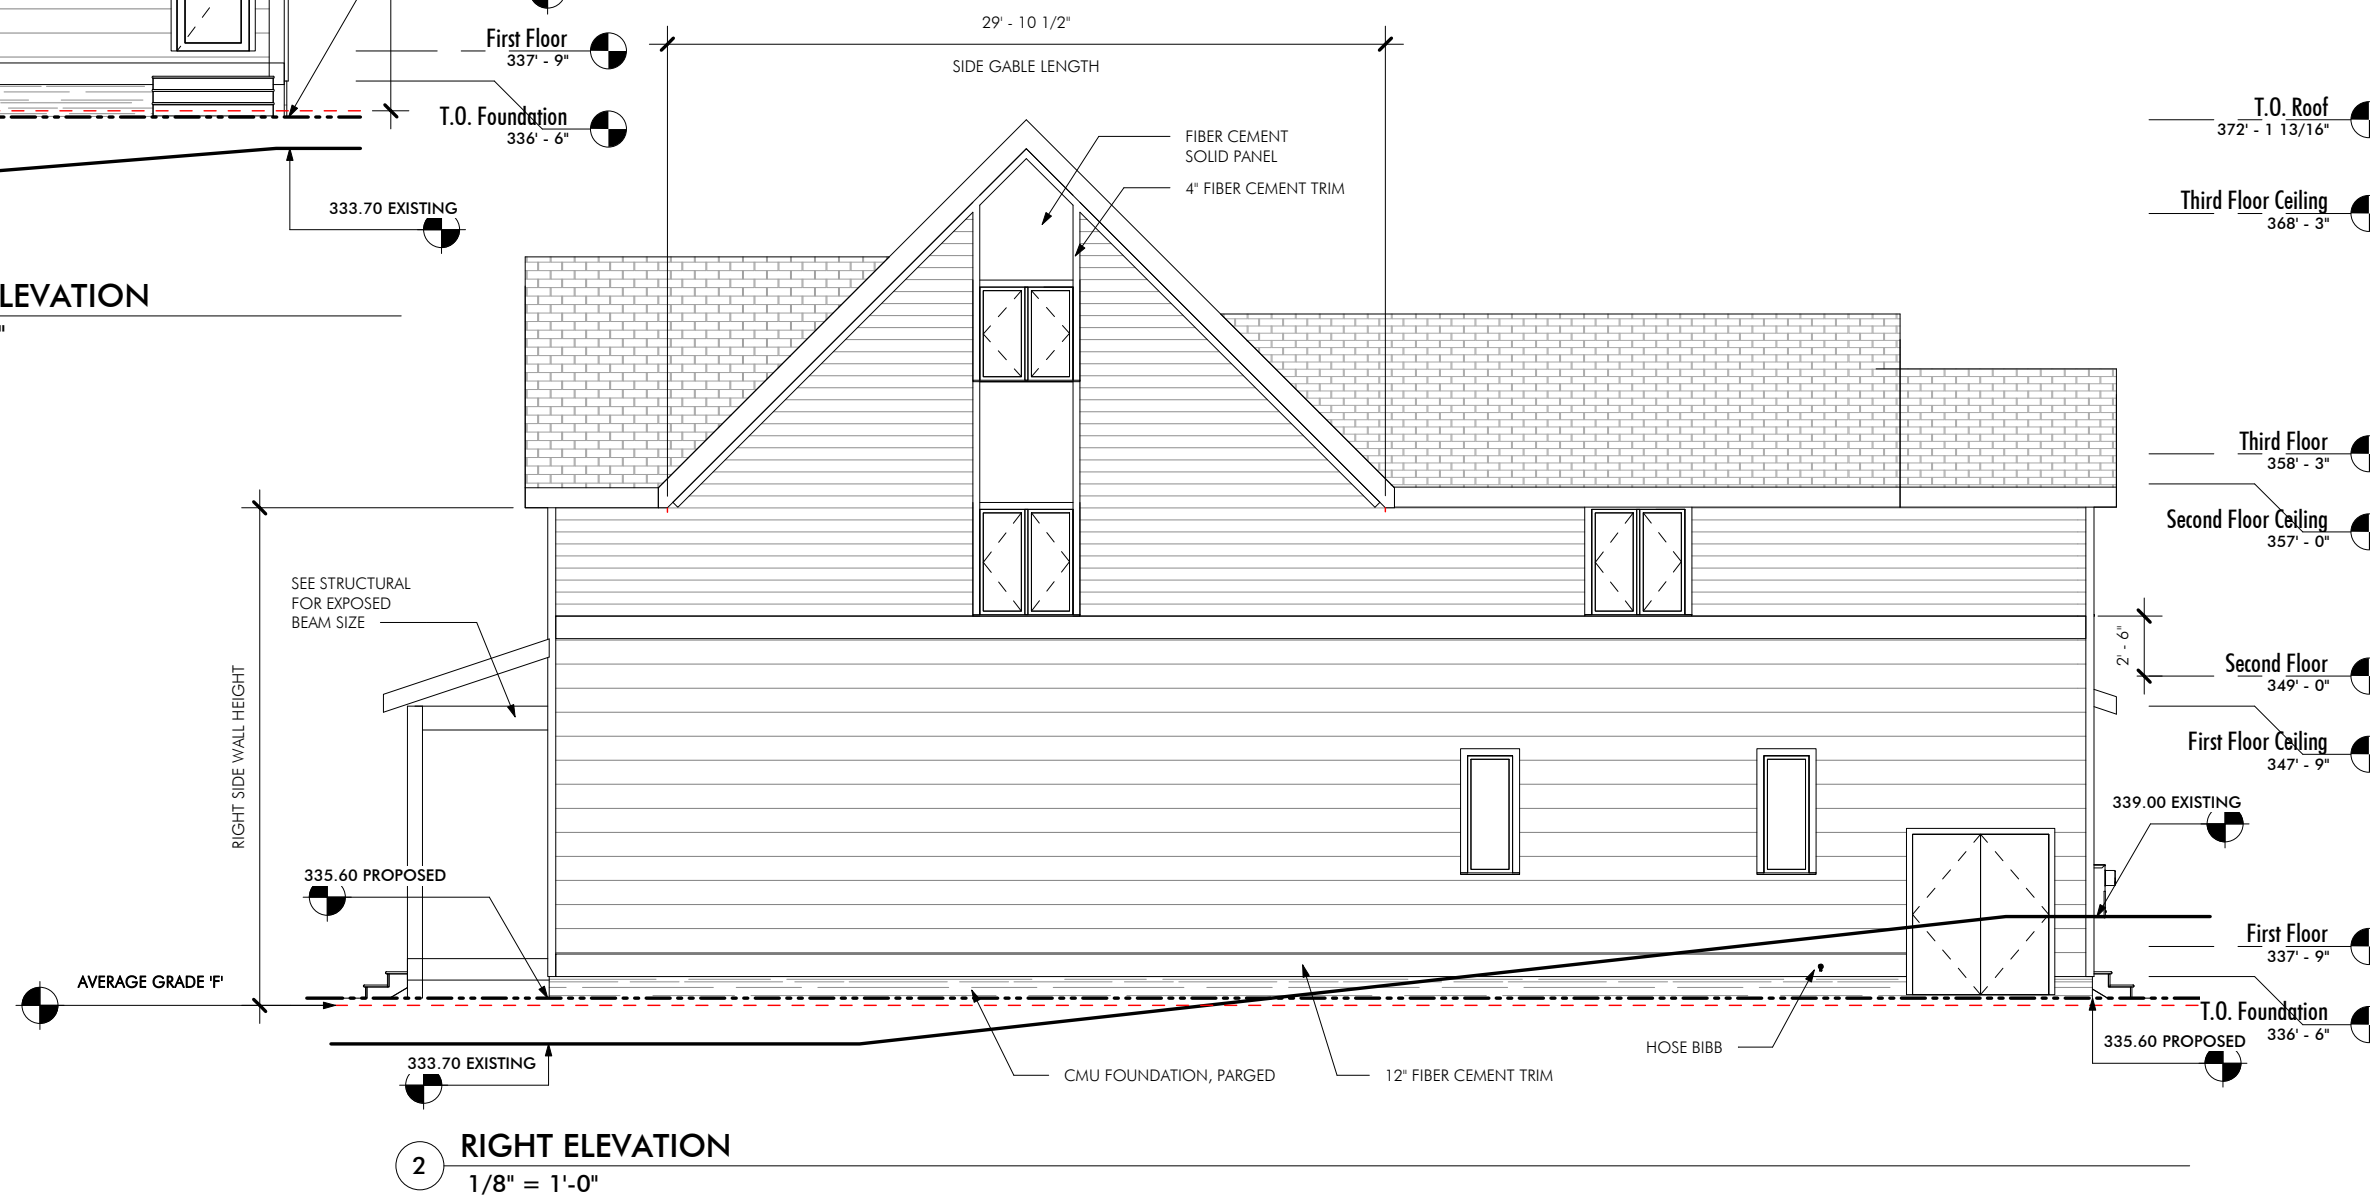 First Floor
337' - 9"
T.O. Foundation
336' - 6"
333.70 EXISTING
LEVATION
"
29' - 10 1/2"
SIDE GABLE LENGTH
FIBER CEMENT
SOLID PANEL
4" FIBER CEMENT TRIM
T.O. Roof
372' - 1 13/16"
Third Floor Ceiling
368' - 3"
Third Floor
358' - 3"
Second Floor Ceiling
357' - 0"
SEE STRUCTURAL
FOR EXPOSED
BEAM SIZE
RIGHT SIDE WALL HEIGHT
2' - 6"
Second Floor
349' - 0"
First Floor Ceiling
347' - 9"
339.00 EXISTING
335.60 PROPOSED
First Floor
337' - 9"
AVERAGE GRADE 'F'
T.O. Foundation
336' - 6"
335.60 PROPOSED
333.70 EXISTING
CMU FOUNDATION, PARGED
12" FIBER CEMENT TRIM
HOSE BIBB
2
RIGHT ELEVATION
1/8" = 1'-0"